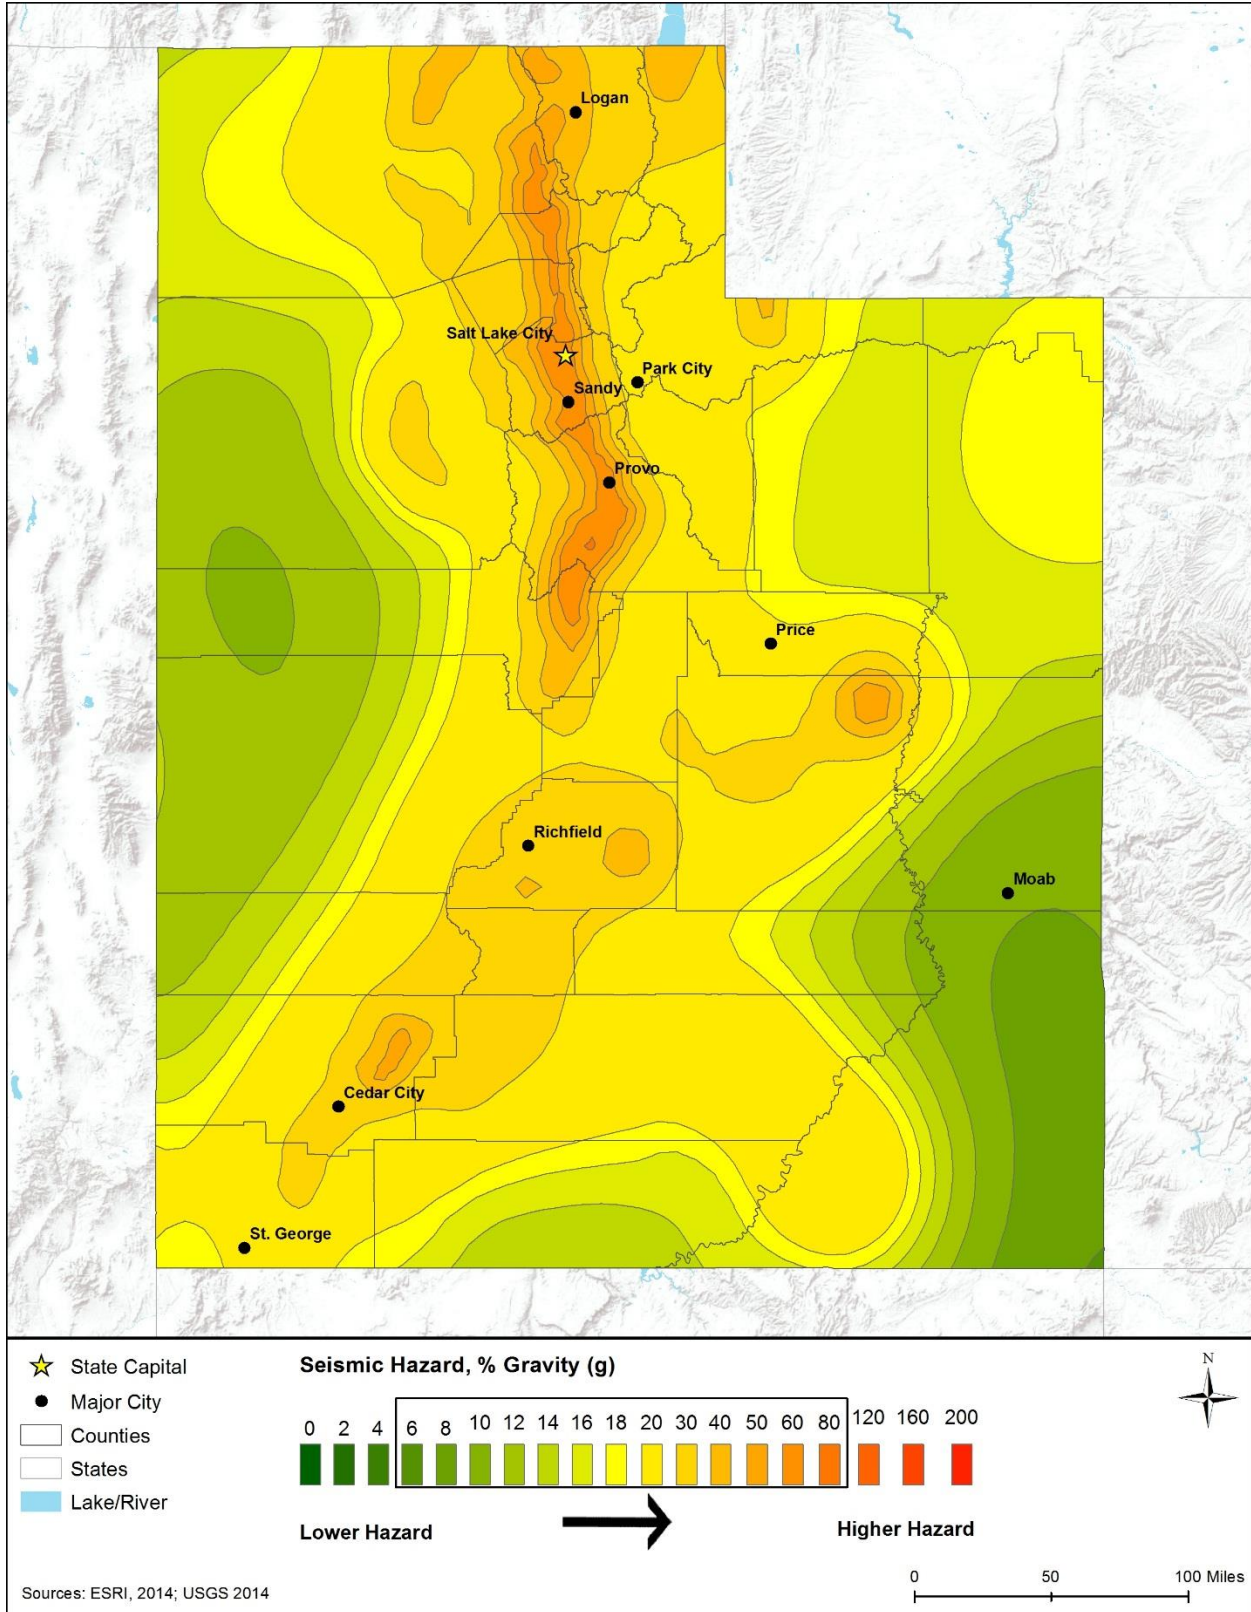 Logan
Salt Lake City
Park City
Sandy
Provo
Price
Richfield
Moab
Cedar City
St. George
State Capital
Major City
Counties
States
Lake/River
Seismic Hazard, % Gravity (g)
0 2 4 6 8 10 12 14 16 18 20 30 40 50 60 80 120 160 200
Lower Hazard
Higher Hazard
N
0 50 100 Miles
Sources: ESRI, 2014; USGS 2014